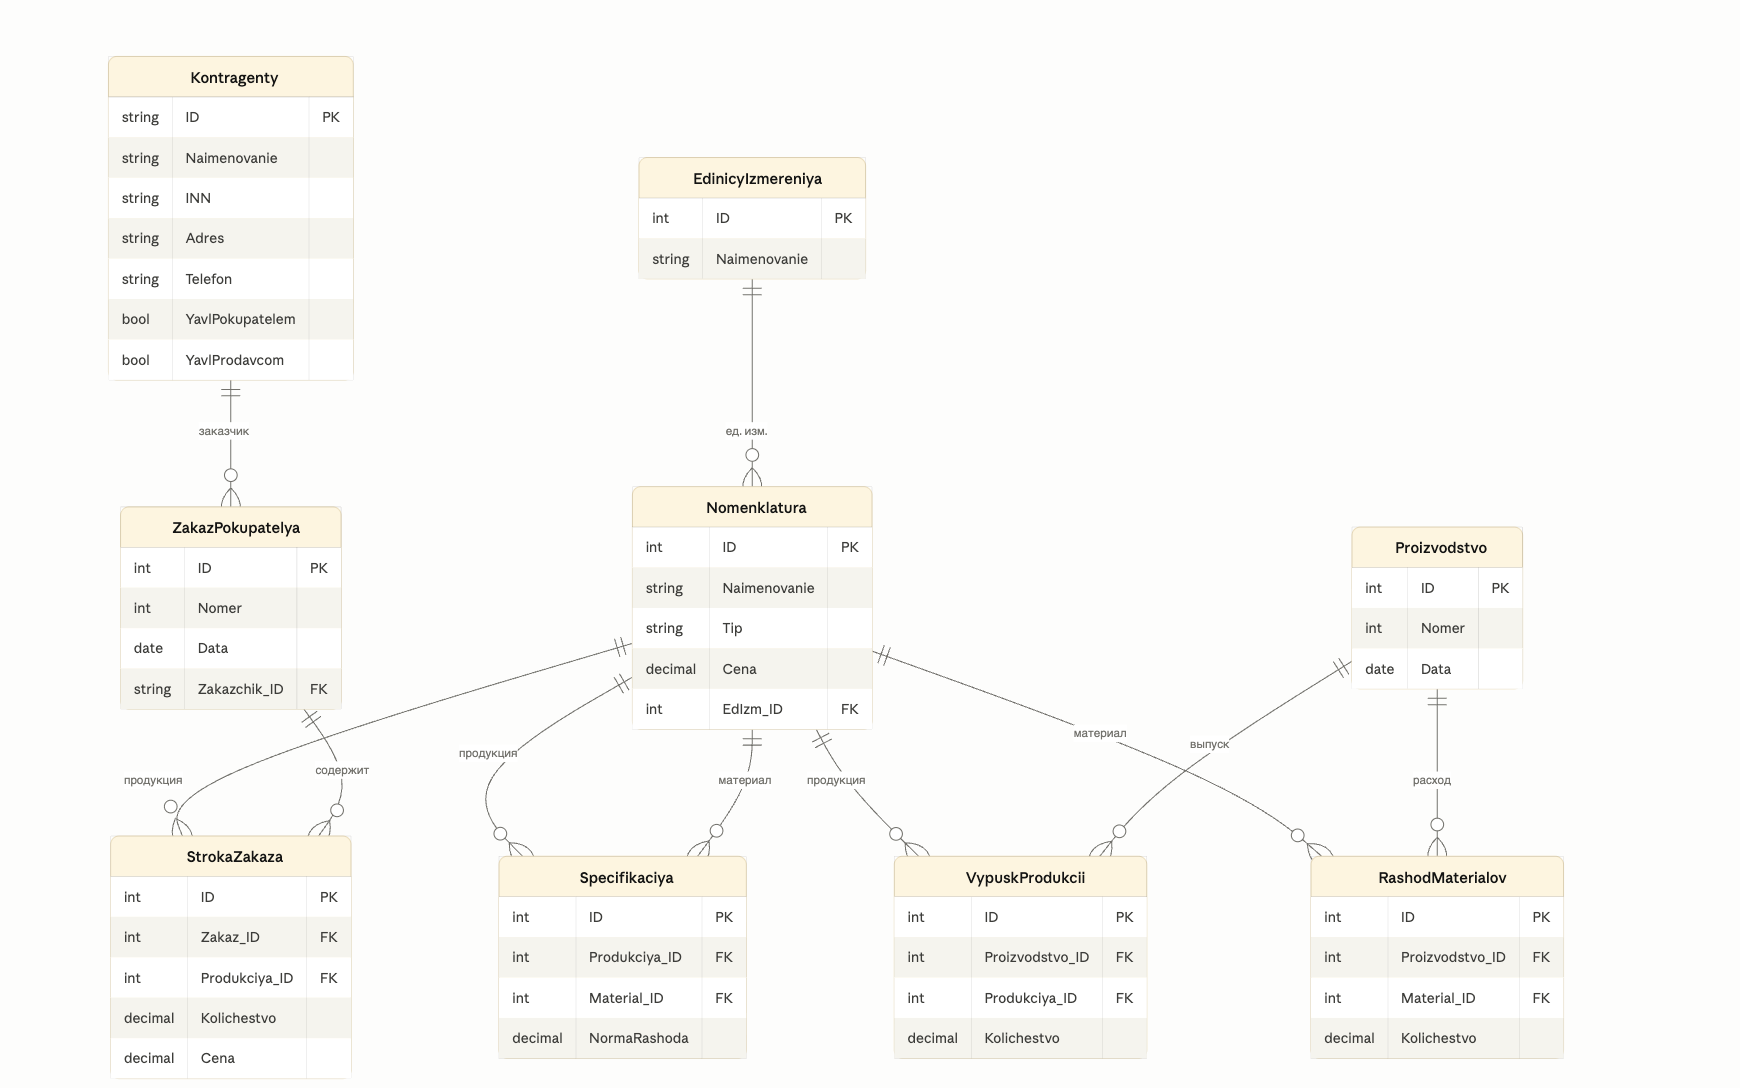 Kontragenty
string ID PK
string Naimenovanie
string INN
string Adres
string Telefon
bool YavlPokupatelem
bool YavlProdavcom
EdinicyIzmereniya
int ID PK
string Naimenovanie
заказчик
ед. изм.
ZakazPokupatelya
int ID PK
int Nomer
date Data
string Zakazchik_ID FK
Nomenklatura
int ID PK
string Naimenovanie
string Tip
decimal Cena
int EdIzm_ID FK
Proizvodstvo
int ID PK
int Nomer
date Data
продукция
содержит
продукция
материал
продукция
материал
выпуск
расход
StrokaZakaza
int ID PK
int Zakaz_ID FK
int Produkciya_ID FK
decimal Kolichestvo
decimal Cena
Specifikaciya
int ID PK
int Produkciya_ID FK
int Material_ID FK
decimal NormaRashoda
VypuskProdukcii
int ID PK
int Proizvodstvo_ID FK
int Produkciya_ID FK
decimal Kolichestvo
RashodMaterialov
int ID PK
int Proizvodstvo_ID FK
int Material_ID FK
decimal Kolichestvo